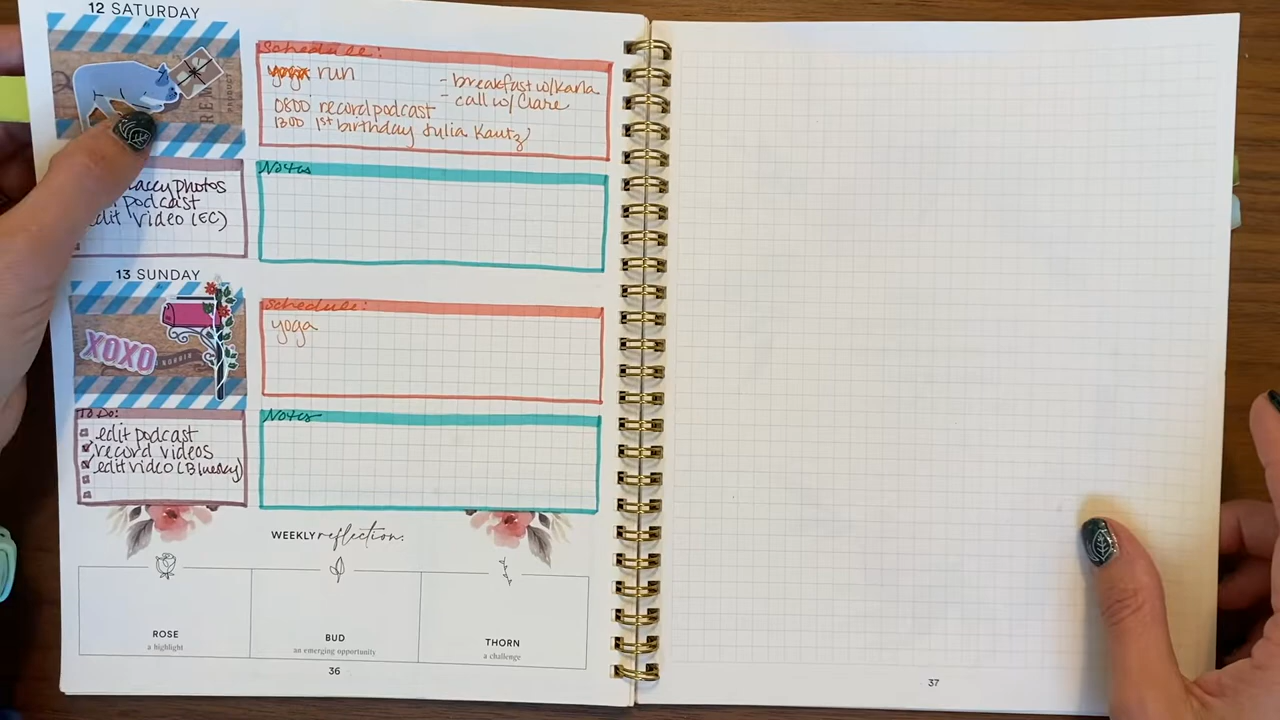 12 SATURDAY
PRODUCT
Schedule:
yoga run
- breakfast w/Karla
- call w/ Clare
0800 record podcast
1300 1st birthday Julia Kautz
photos
podcast
edit video (EC)
Notes
13 SUNDAY
XOXO
Schedule:
yoga
To Do:
edit podcast
record videos
edit video (Bluesky)
Notes
WEEKLY reflection.
ROSE
a highlight
BUD
an emerging opportunity
THORN
a challenge
36
37